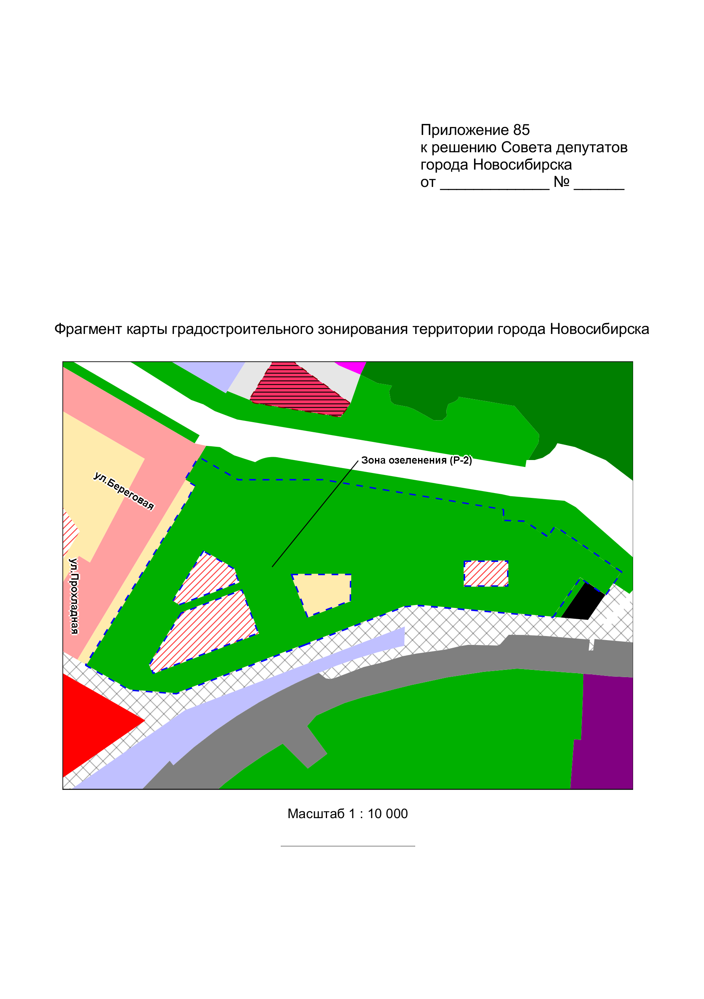 Приложение 85
к решению Совета депутатов
города Новосибирска
от _____________ № ______
Фрагмент карты градостроительного зонирования территории города Новосибирска
Зона озеленения (Р-2)
ул.Береговая
ул.Прохладная
Масштаб 1 : 10 000